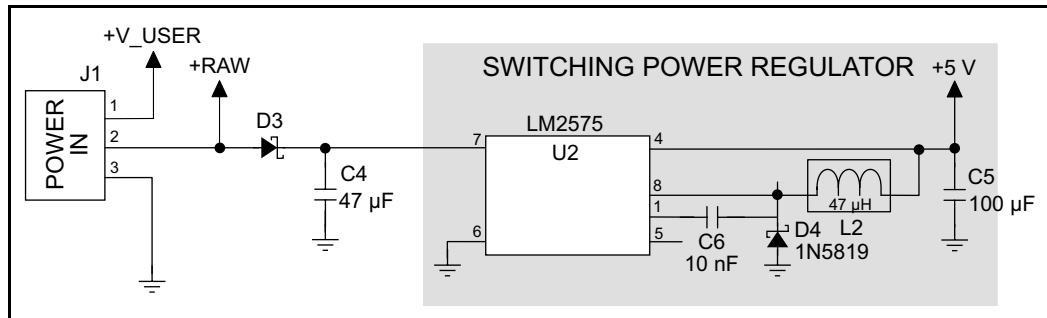 +V_USER
J1
+RAW
SWITCHING POWER REGULATOR
+5 V
POWER
IN
1
2
3
D3
C4
47 µF
LM2575
U2
7
6
4
8
1
5
C6
10 nF
D4
1N5819
47 µH
L2
C5
100 µF